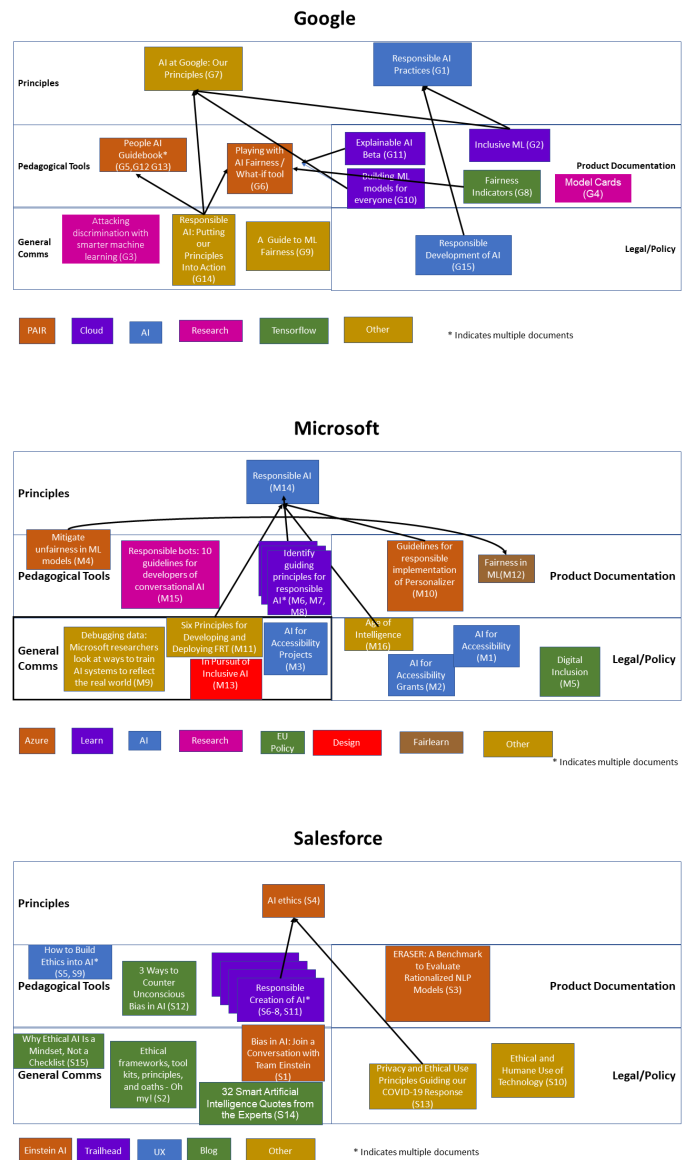 Google
AI at Google: Our
Principles (G7)
Responsible AI
Practices (G1)
Principles
People AI
Guidebook*
(G5,G12 G13)
Playing with
AI Fairness /
What-if tool
(G6)
Explainable AI
Beta (G11)
Inclusive ML (G2)
Pedagogical Tools
Product Documentation
Building ML
models for
everyone (G10)
Fairness
Indicators (G8)
Model Cards
(G4)
Attacking
discrimination with
smarter machine
learning (G3)
Responsible
AI: Putting
our
Principles
Into Action
(G14)
A Guide to ML
Fairness (G9)
General
Comms
Responsible
Development of AI
(G15)
Legal/Policy
PAIR
Cloud
AI
Research
Tensorflow
Other
* Indicates multiple documents
Microsoft
Responsible AI
(M14)
Principles
Mitigate
unfairness in ML
models (M4)
Pedagogical Tools
Responsible bots: 10
guidelines for
developers of
conversational AI
(M15)
Identify
guiding
principles for
responsible
AI* (M6, M7,
M8)
Guidelines for
responsible
implementation
of Personalizer
(M10)
Fairness in
ML(M12)
Product Documentation
General
Comms
Debugging data:
Microsoft researchers
look at ways to train
AI systems to reflect
the real world (M9)
Six Principles for
Developing and
Deploying FRT (M11)
In Pursuit of
Inclusive AI
(M13)
AI for
Accessibility
Projects
(M3)
Age of
Intelligence
(M16)
AI for
Accessibility
Grants (M2)
AI for
Accessibility
(M1)
Digital
Inclusion
(M5)
Legal/Policy
Azure
Learn
AI
Research
EU
Policy
Design
Fairlearn
Other
* Indicates multiple documents
Salesforce
AI ethics (S4)
Principles
How to Build
Ethics into AI*
(S5, S9)
Pedagogical Tools
3 Ways to
Counter
Unconscious
Bias in AI (S12)
Responsible
Creation of AI*
(S6-8, S11)
ERASER: A Benchmark
to Evaluate
Rationalized NLP
Models (S3)
Product Documentation
Why Ethical AI Is a
Mindset, Not a
Checklist (S15)
General Comms
Ethical
frameworks, tool
kits, principles,
and oaths - Oh
my! (S2)
Bias in AI: Join a
Conversation with
Team Einstein
(S1)
32 Smart Artificial
Intelligence Quotes from
the Experts (S14)
Privacy and Ethical Use
Principles Guiding our
COVID-19 Response
(S13)
Ethical and
Humane Use of
Technology (S10)
Legal/Policy
Einstein AI
Trailhead
UX
Blog
Other
* Indicates multiple documents